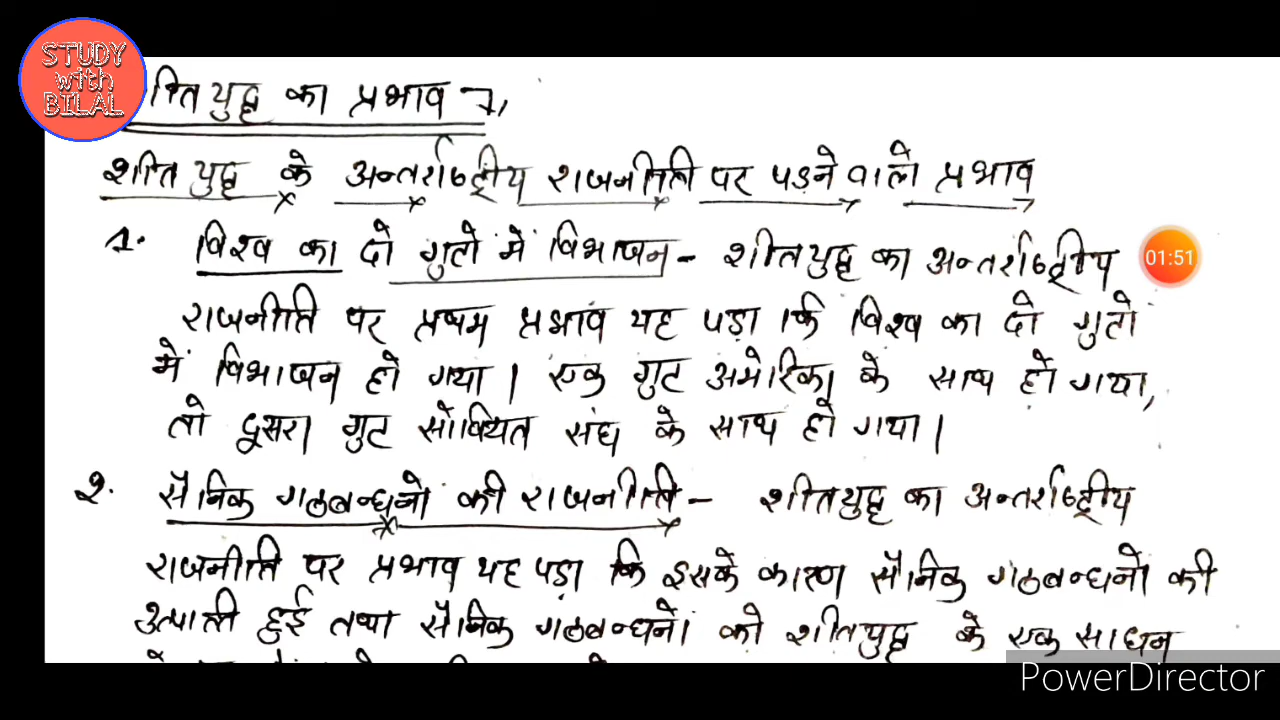 STUDY
with
BILAL
शीतयुद्ध का प्रभाव
शीतयुद्ध के अन्तर्राष्ट्रीय राजनीति पर पड़ने वाले प्रभाव
1. विश्व का दो गुतो में विभाजन - शीतयुद्ध का अन्तर्राष्ट्रीय
01:51
राजनीति पर प्रथम प्रभाव यह पड़ा कि विश्व का दो गुतो
में विभाजन हो गया। एक गुट अमेरिका के साथ हो गया,
तो दूसरा गुट सोवियत संघ के साथ हो गया।
2. सैनिक गठबन्धनो की राजनीति - शीतयुद्ध का अन्तर्राष्ट्रीय
राजनीति पर प्रभाव यह पड़ा कि इसके कारण सैनिक गठबन्धनो की
उत्पत्ती हुई तथा सैनिक गठबन्धनो को शीतयुद्ध के एक साधन
PowerDirector